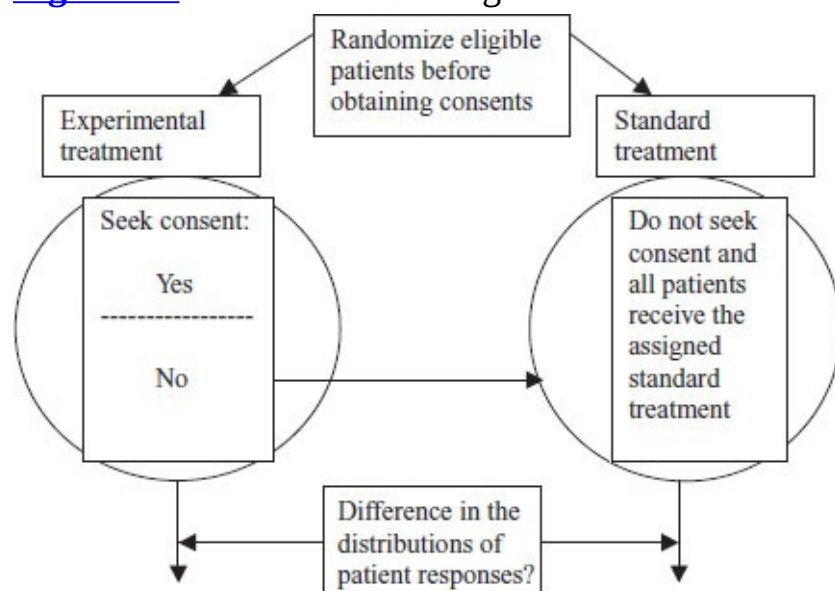 Randomize eligible
patients before
obtaining consents
Experimental
treatment
Standard
treatment
Seek consent:
Yes
No
Do not seek
consent and
all patients
receive the
assigned
standard
treatment
Difference in the
distributions of
patient responses?